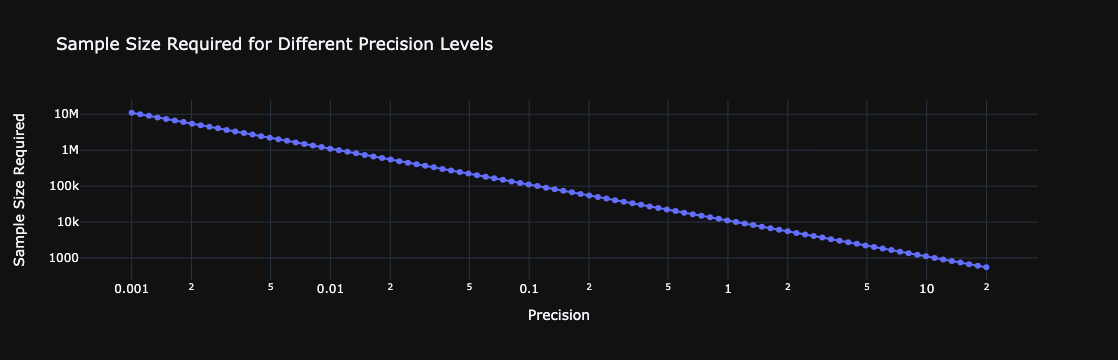 Sample Size Required for Different Precision Levels
Sample Size Required
10M
1M
100k
10k
1000
0.001 2 5 0.01 2 5 0.1 2 5 1 2 5 10 2
Precision